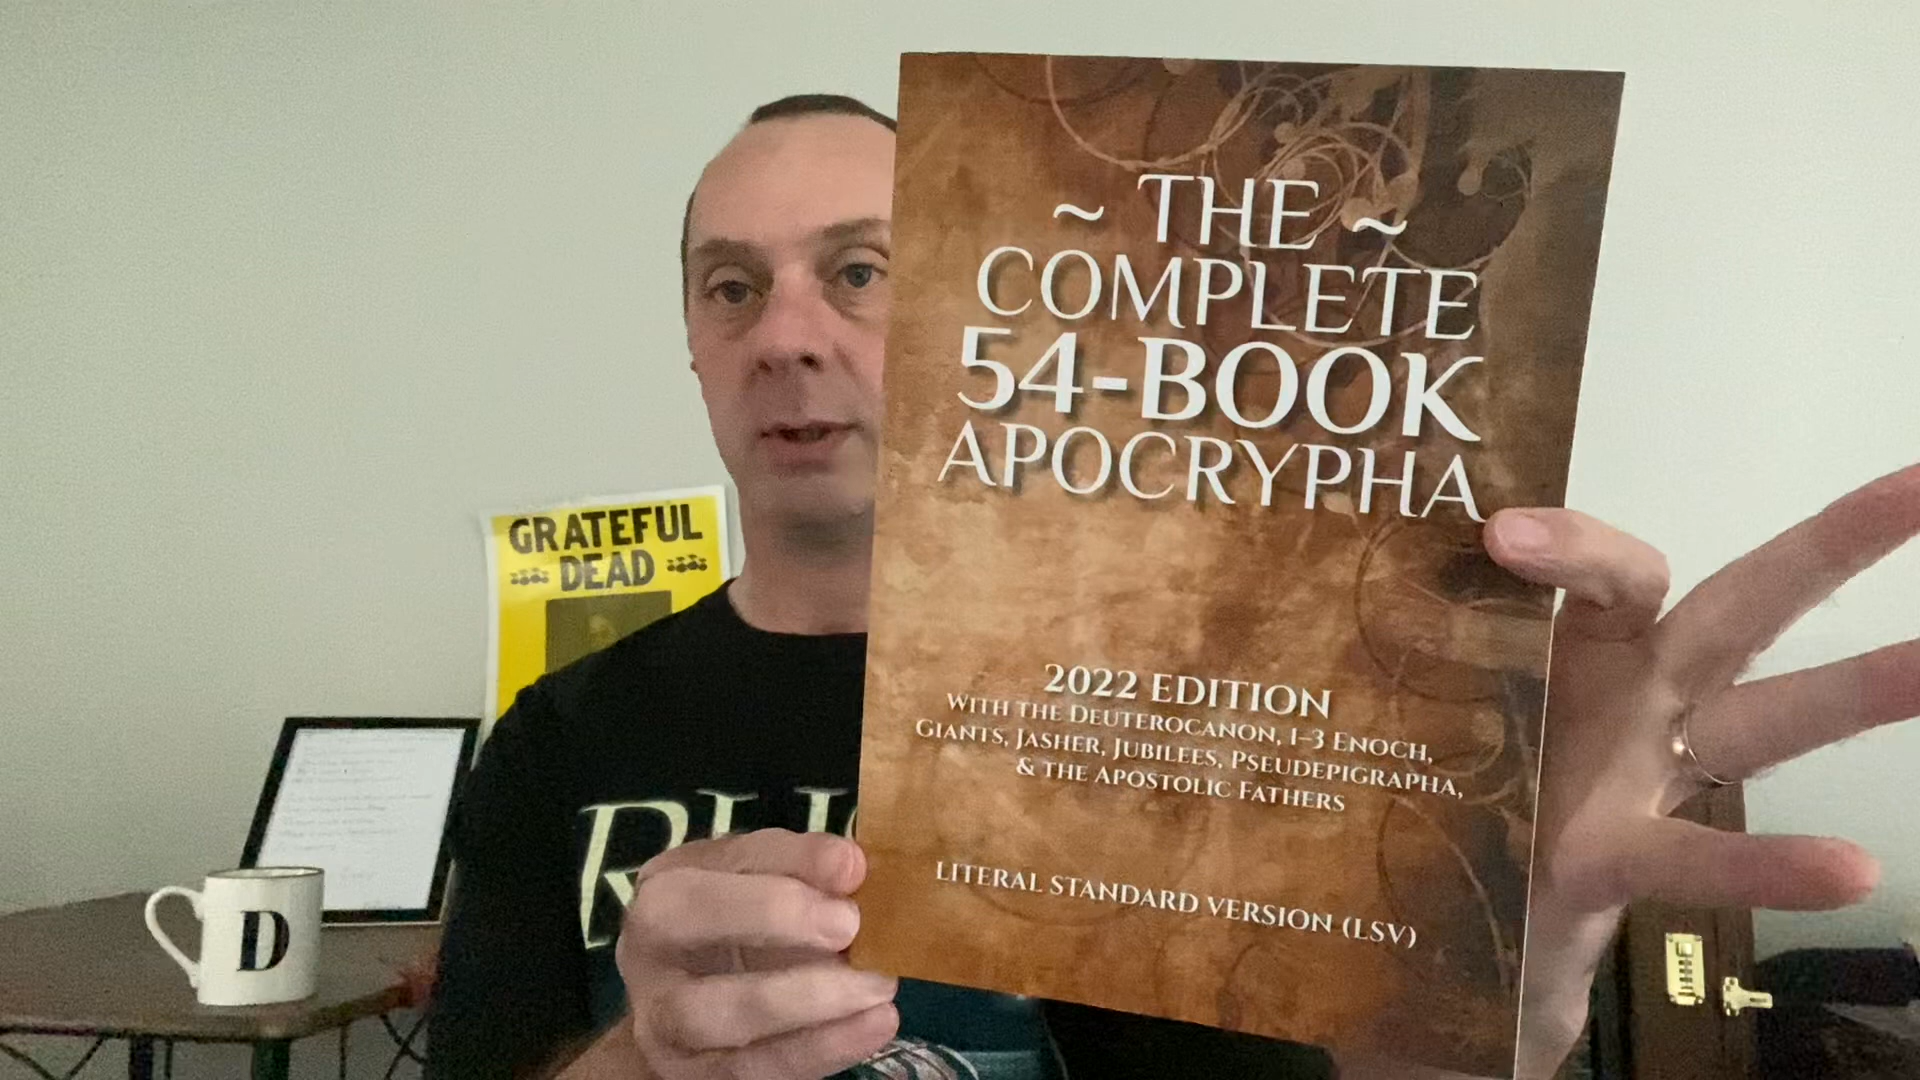 ~ THE ~
COMPLETE
54-BOOK
APOCRYPHA
2022 EDITION
WITH THE DEUTEROCANON, 1–3 ENOCH,
GIANTS, JASHER, JUBILEES, PSEUDEPIGRAPHA,
& THE APOSTOLIC FATHERS
LITERAL STANDARD VERSION (LSV)
GRATEFUL
DEAD
D